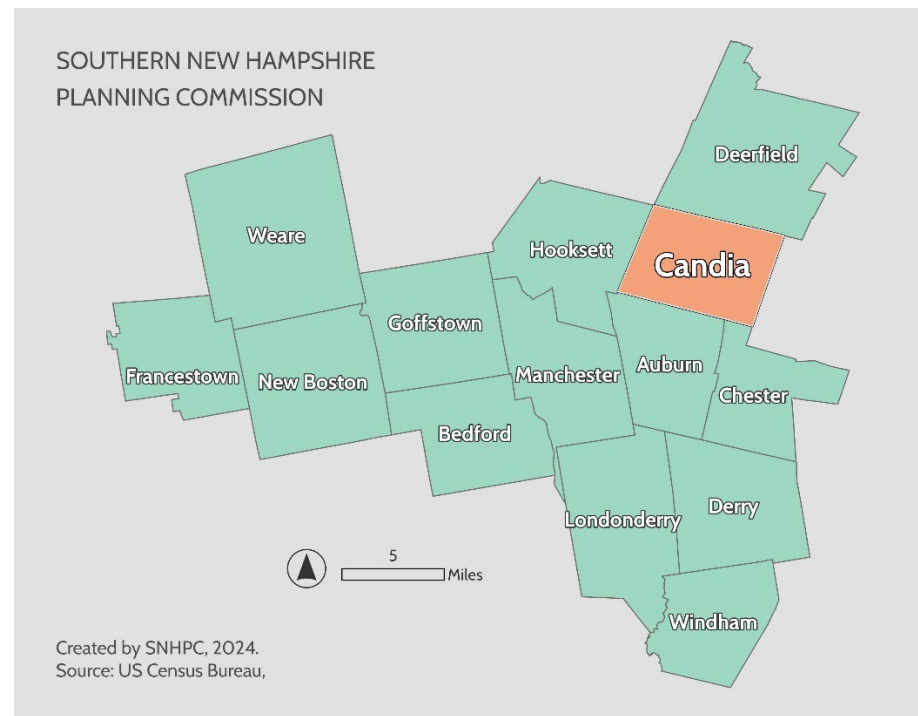 SOUTHERN NEW HAMPSHIRE
PLANNING COMMISSION
Deerfield
Weare
Hooksett
Candia
Goffstown
Francestown
New Boston
Manchester
Auburn
Chester
Bedford
Londonderry
Derry
5
Miles
Windham
Created by SNHPC, 2024.
Source: US Census Bureau,